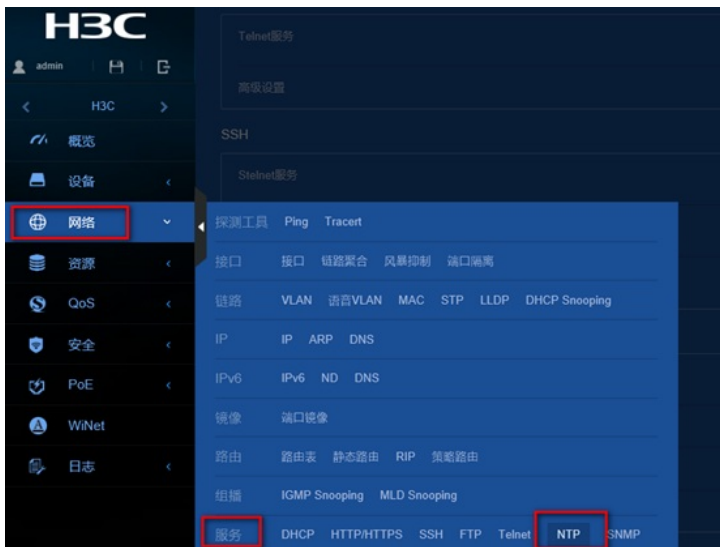 H3C
admin
H3C
概览
设备
网络
资源
QoS
安全
PoE
WiNet
日志
Telnet服务
高级设置
SSH
Stelnet服务
探测工具 Ping Tracert
接口 接口 链路聚合 风暴抑制 端口隔离
链路 VLAN 语音VLAN MAC STP LLDP DHCP Snooping
IP IP ARP DNS
IPv6 IPv6 ND DNS
镜像 端口镜像
路由 路由表 静态路由 RIP 策略路由
组播 IGMP Snooping MLD Snooping
服务 DHCP HTTP/HTTPS SSH FTP Telnet NTP SNMP